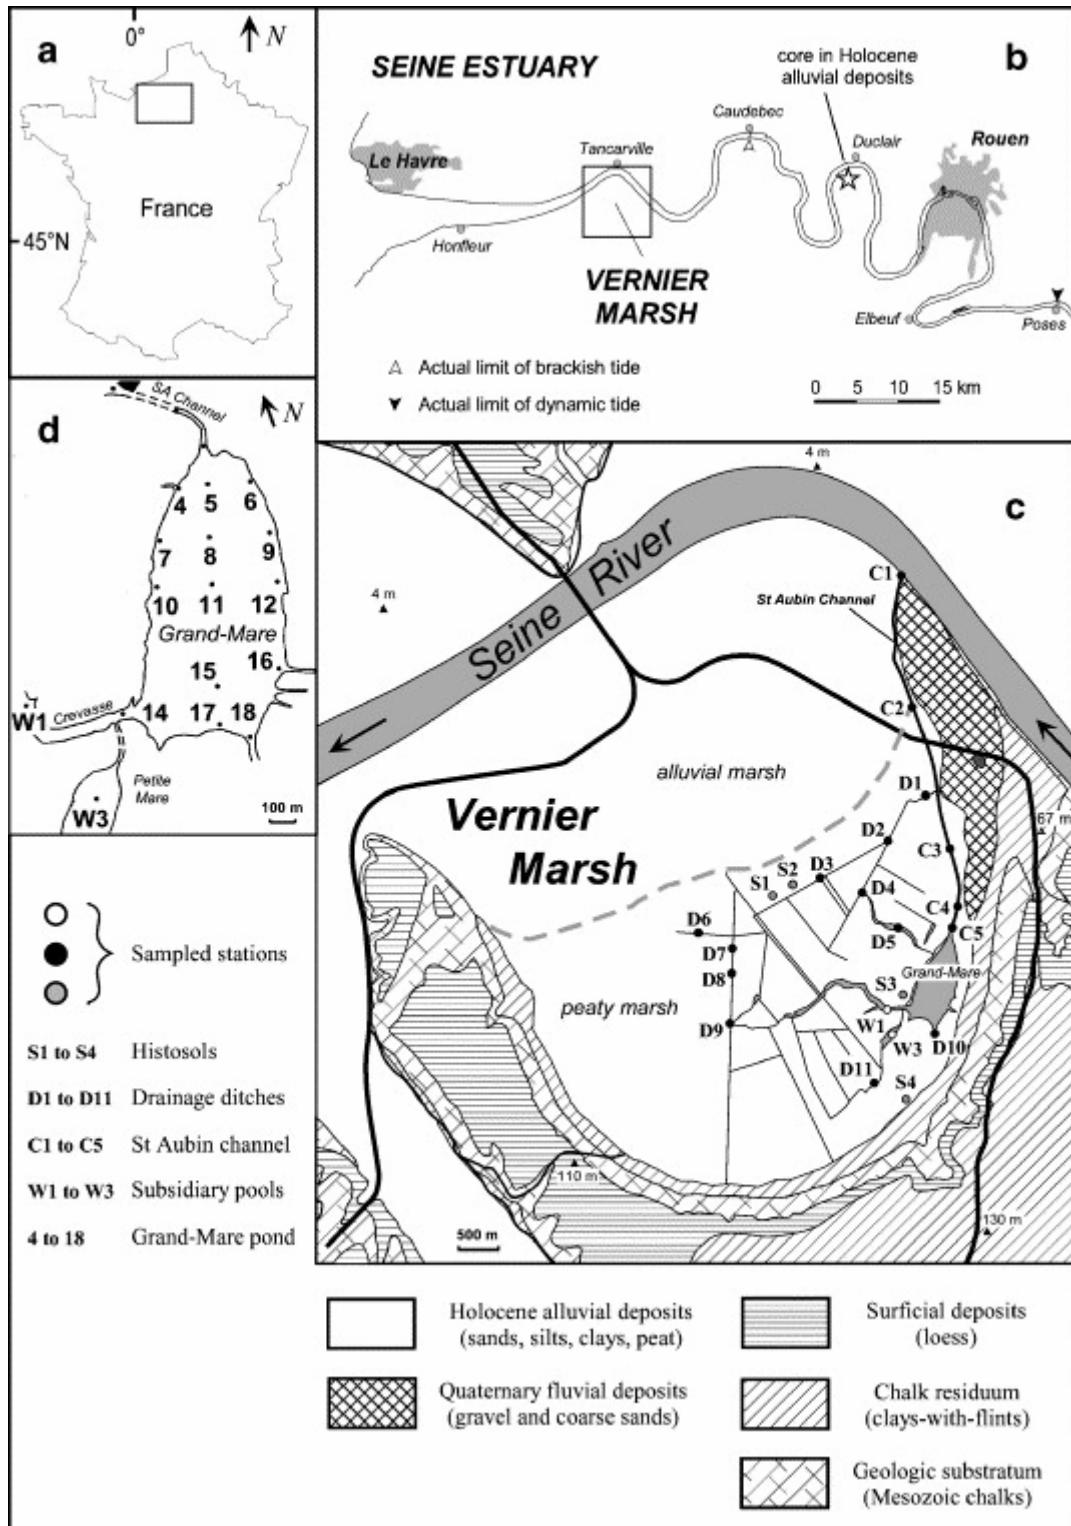 a
0°
N
France
45°N
b
SEINE ESTUARY
core in Holocene
alluvial deposits
Caudebec
Duclair
Rouen
Tancarville
Le Havre
Honfleur
VERNIER
MARSH
Elbeuf
Poses
Actual limit of brackish tide
Actual limit of dynamic tide
0 5 10 15 km
d
SA Channel
N
4
5
6
7
8
9
10
11
12
Grand-Mare
15
16
W1
Crevasse
14
17
18
Petite
Mare
W3
100 m
c
4 m
Seine River
C1
4 m
St Aubin Channel
C2
alluvial marsh
D1
Vernier
Marsh
67 m
D2
C3
S1
S2
D3
D4
C4
D6
D5
C5
D7
Grand-Mare
D8
S3
peaty marsh
D9
W1
W3
D10
D11
S4
110 m
130 m
500 m
Sampled stations
S1 to S4 Histosols
D1 to D11 Drainage ditches
C1 to C5 St Aubin channel
W1 to W3 Subsidiary pools
4 to 18 Grand-Mare pond
Holocene alluvial deposits
(sands, silts, clays, peat)
Surficial deposits
(loess)
Quaternary fluvial deposits
(gravel and coarse sands)
Chalk residuum
(clays-with-flints)
Geologic substratum
(Mesozoic chalks)